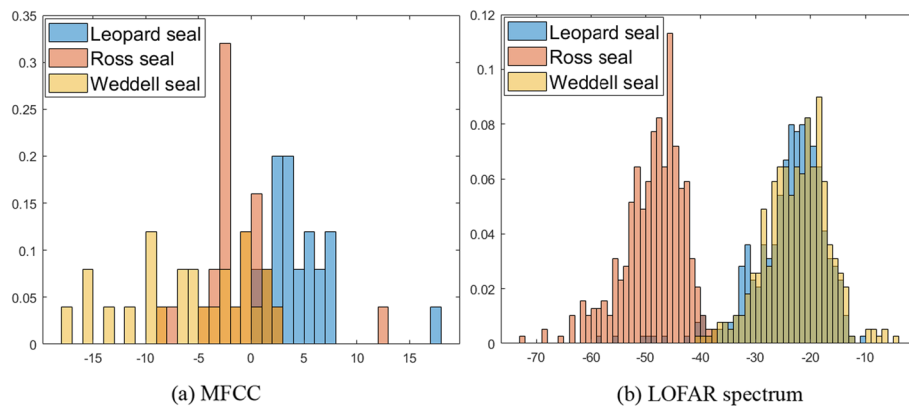 0.35
0.3
0.25
0.2
0.15
0.1
0.05
0
Leopard seal
Ross seal
Weddell seal
-15 -10 -5 0 5 10 15
MFCC
(a) MFCC
0.12
0.1
0.08
0.06
0.04
0.02
0
Leopard seal
Ross seal
Weddell seal
-70 -60 -50 -40 -30 -20 -10
(b) LOFAR spectrum